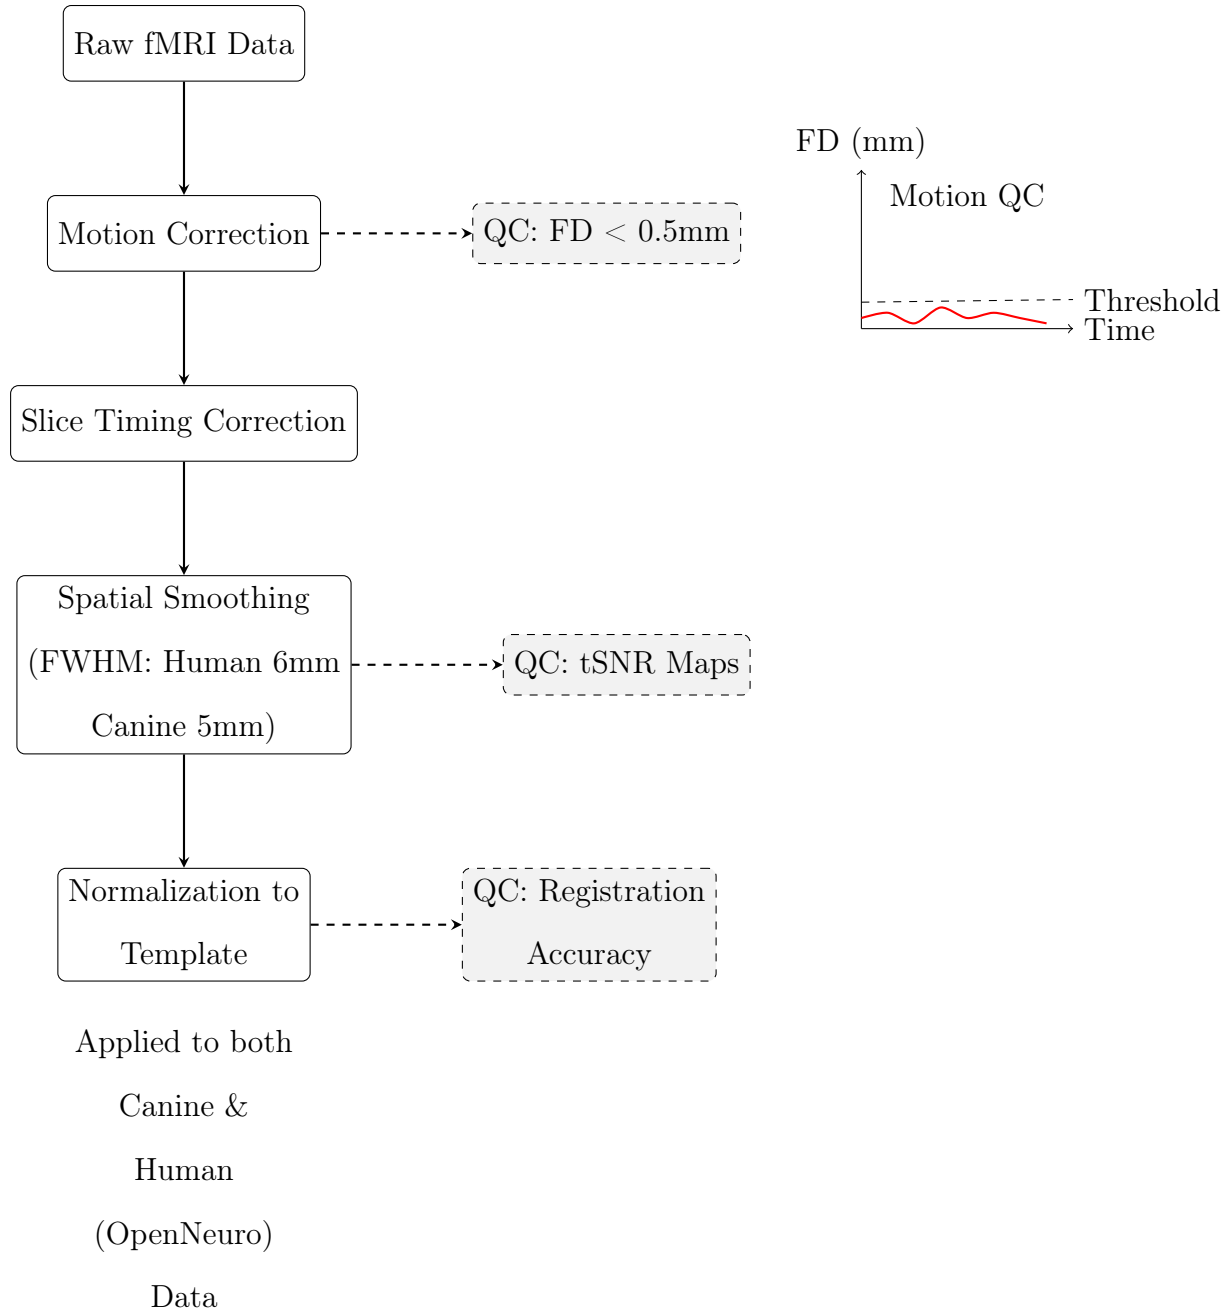 Raw fMRI Data
FD (mm)
Motion QC
Motion Correction
QC: FD < 0.5mm
Threshold
Time
Slice Timing Correction
Spatial Smoothing
(FWHM: Human 6mm
Canine 5mm)
QC: tSNR Maps
Normalization to
Template
QC: Registration
Accuracy
Applied to both
Canine &
Human
(OpenNeuro)
Data